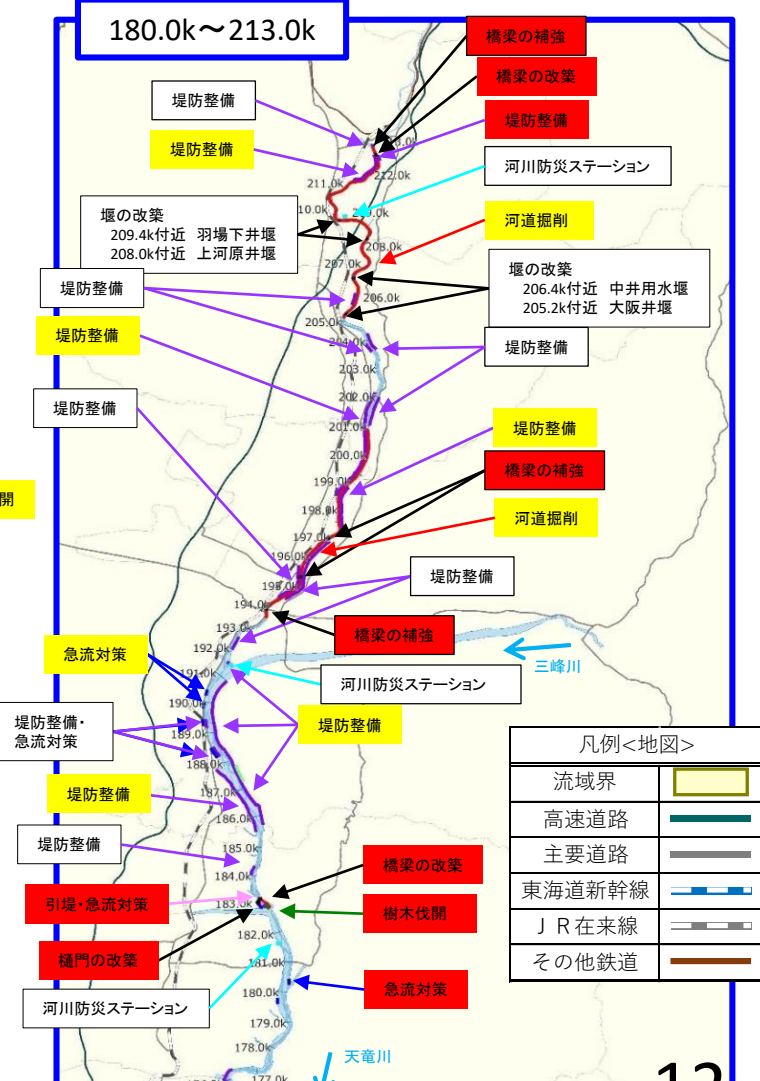 180.0k～213.0k
橋梁の補強
橋梁の改築
堤防整備
堤防整備
堤防整備
河川防災ステーション
212.0k
211.0k
堰の改築
209.4k付近 羽場下井堰
208.0k付近 上河原井堰
河道掘削
208.0k
207.0k
堰の改築
206.4k付近 中井用水堰
205.2k付近 大阪井堰
堤防整備
206.0k
205.0k
堤防整備
204.0k
堤防整備
203.0k
202.0k
堤防整備
201.0k
堤防整備
200.0k
橋梁の補強
199.0k
198.0k
河道掘削
197.0k
開
196.0k
堤防整備
195.0k
194.0k
橋梁の補強
193.0k
192.0k
三峰川
急流対策
191.0k
河川防災ステーション
190.0k
堤防整備・
急流対策
堤防整備
189.0k
188.0k
凡例<地図>
流域界
高速道路
主要道路
東海道新幹線
ＪＲ在来線
その他鉄道
堤防整備
187.0k
186.0k
堤防整備
185.0k
橋梁の改築
184.0k
引堤・急流対策
183.0k
樹木伐開
182.0k
樋門の改築
181.0k
急流対策
180.0k
河川防災ステーション
179.0k
178.0k
天竜川
177.0k
12